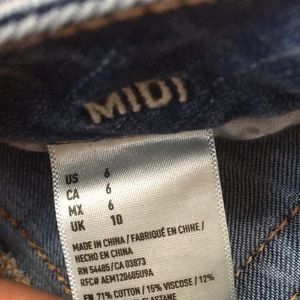 MIDI
US 6
CA 6
MX 6
UK 10
MADE IN CHINA / FABRIQUÉ EN CHINE /
HECHO EN CHINA
RN 54485/CA 03873
RFC# AEM120605U9A
EN 71% COTTON / 15% VISCOSE / 12%
ELASTANE